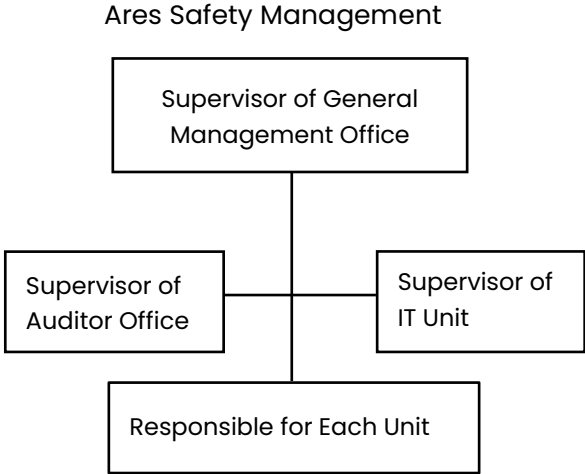 Ares Safety Management
Supervisor of General
Management Office
Supervisor of
Auditor Office
Supervisor of
IT Unit
Responsible for Each Unit